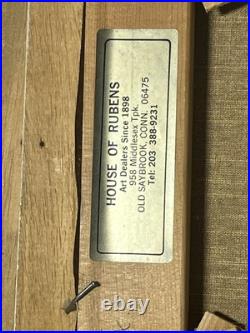 HOUSE OF RUBENS
Art Dealers Since 1898
958 Middlesex Tpk.
OLD SAYBROOK, CONN. 06475
Tel: 203 388-9231